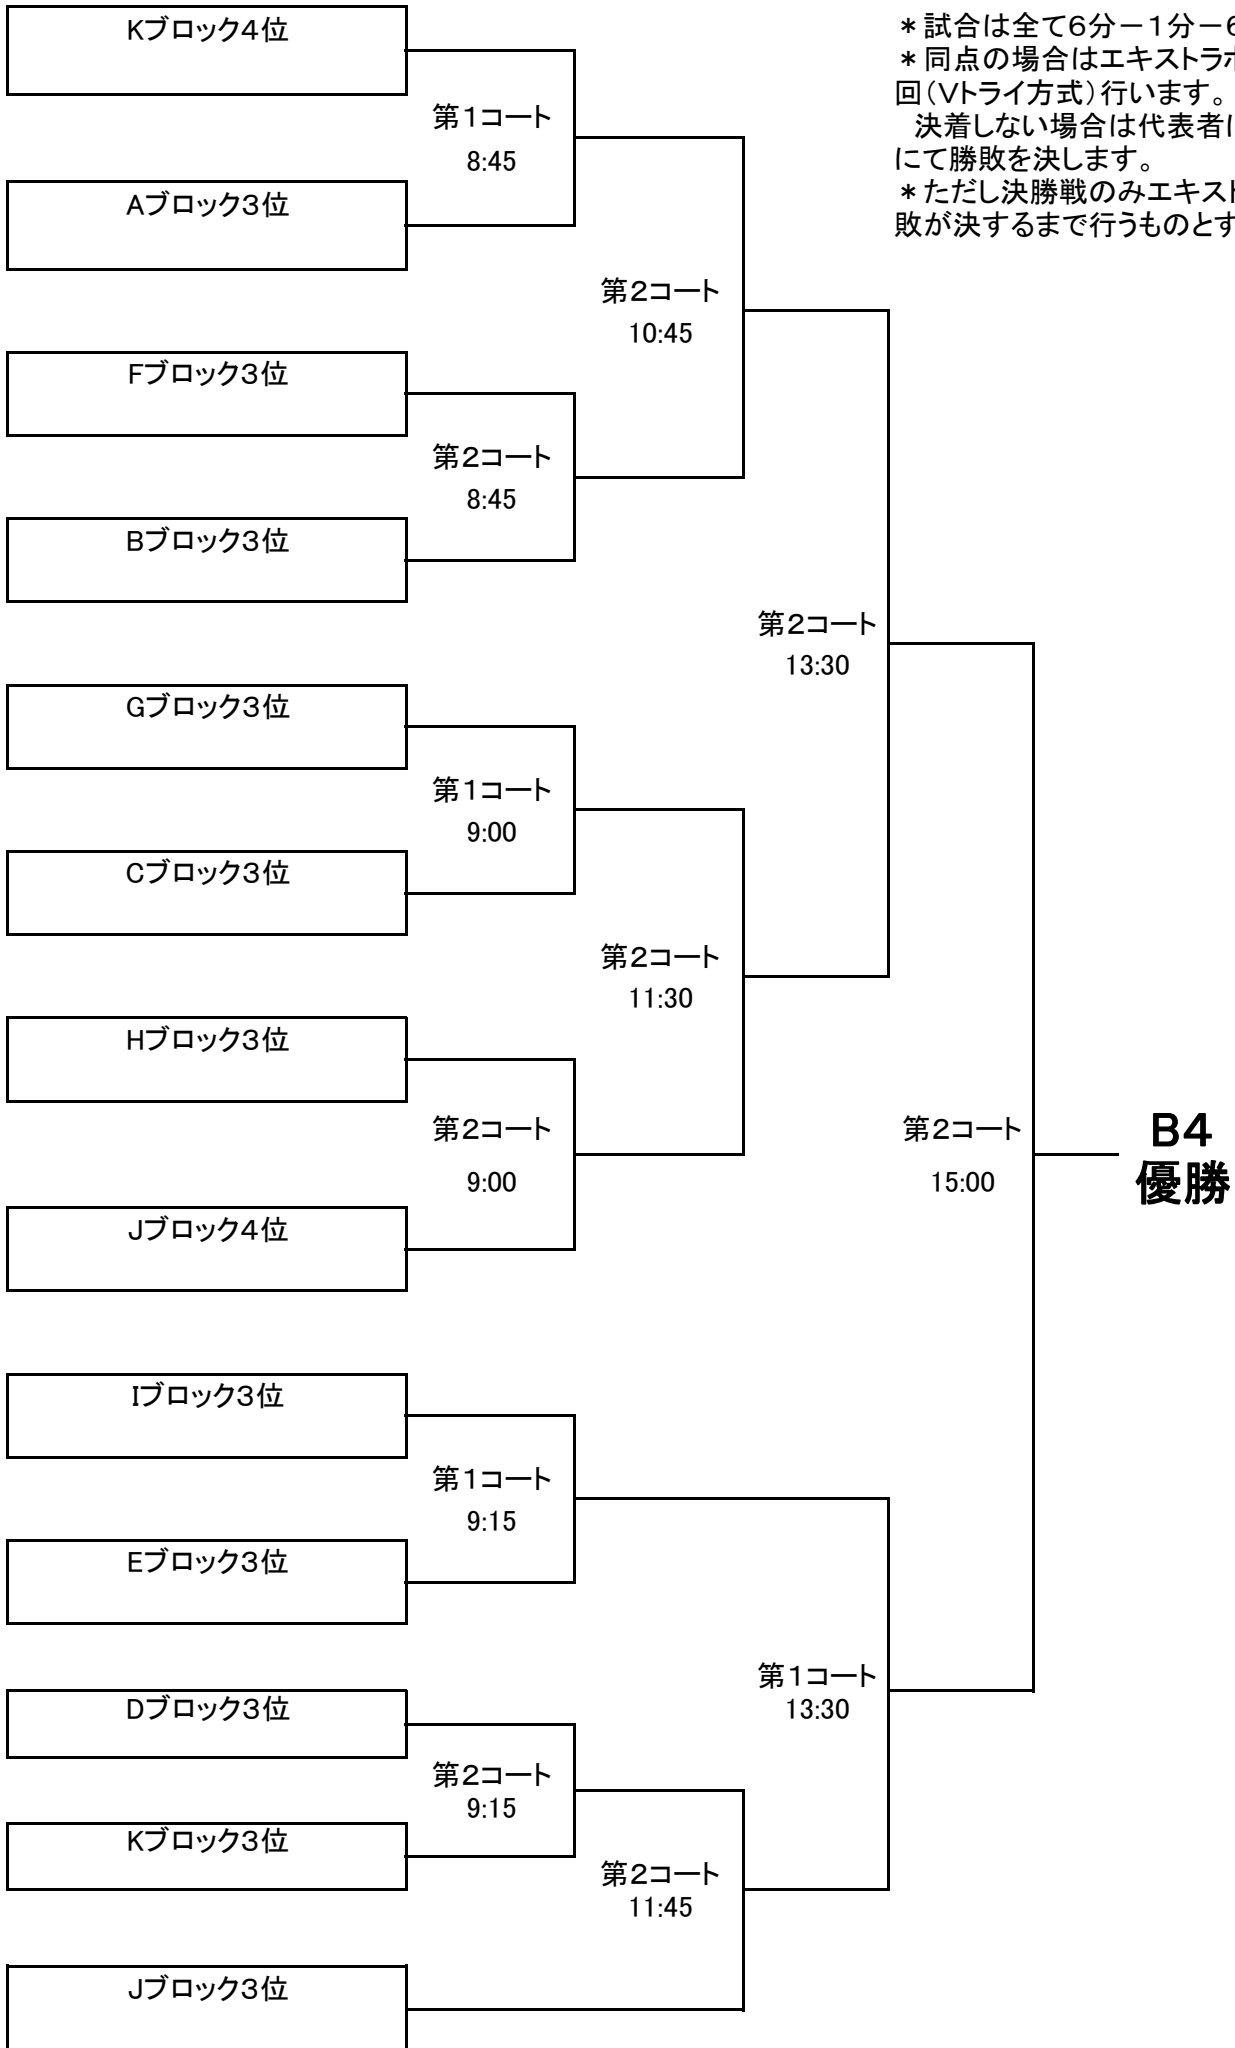 Kブロック4位
＊試合は全て6分－1分－6
＊同点の場合はエキストラ
回（Vトライ方式）行います。
決着しない場合は代表者
にて勝敗を決します。
＊ただし決勝戦のみエキス
敗が決するまで行うものとす
第1コート
8:45
Aブロック3位
第2コート
10:45
Fブロック3位
第2コート
8:45
Bブロック3位
第2コート
13:30
Gブロック3位
第1コート
9:00
Cブロック3位
第2コート
11:30
Hブロック3位
第2コート
9:00
第2コート
15:00
B4
優勝
Jブロック4位
Iブロック3位
第1コート
9:15
Eブロック3位
第1コート
13:30
Dブロック3位
第2コート
9:15
Kブロック3位
第2コート
11:45
Jブロック3位